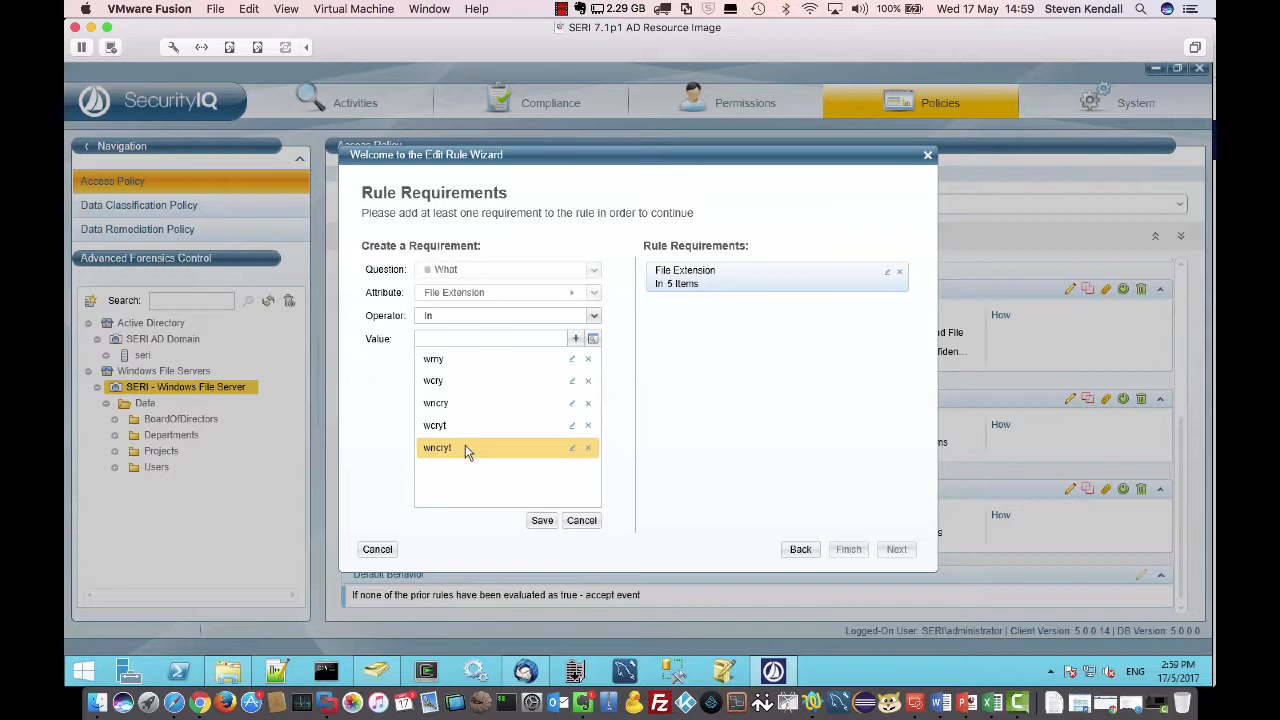 VMware Fusion File Edit View Virtual Machine Window Help 2.29 GB 100% Wed 17 May 14:59 Steven Kendall
SERI 7.1p1 AD Resource Image
SecurityIQ Activities Compliance Permissions Policies System
Navigation
Access Policy
Data Classification Policy
Data Remediation Policy
Advanced Forensics Control
Search:
Active Directory
SERI AD Domain
seri
Windows File Servers
SERI - Windows File Server
Data
BoardOfDirectors
Departments
Projects
Users
Access Policy
Welcome to the Edit Rule Wizard
Rule Requirements
Please add at least one requirement to the rule in order to continue
Create a Requirement:
Question: What
Attribute: File Extension
Operator: In
Value:
wrny
wcry
wncry
wcryt
wncryt
Save Cancel
Rule Requirements:
File Extension
In 5 Items
Cancel Back Finish Next
How
d File
fiden...
How
ms
How
s
Default Behavior
If none of the prior rules have been evaluated as true - accept event
Logged-On User: SERI\administrator | Client Version: 5.0.0.14 | DB Version: 5.0.0.0
ENG
2:59 PM
17/5/2017